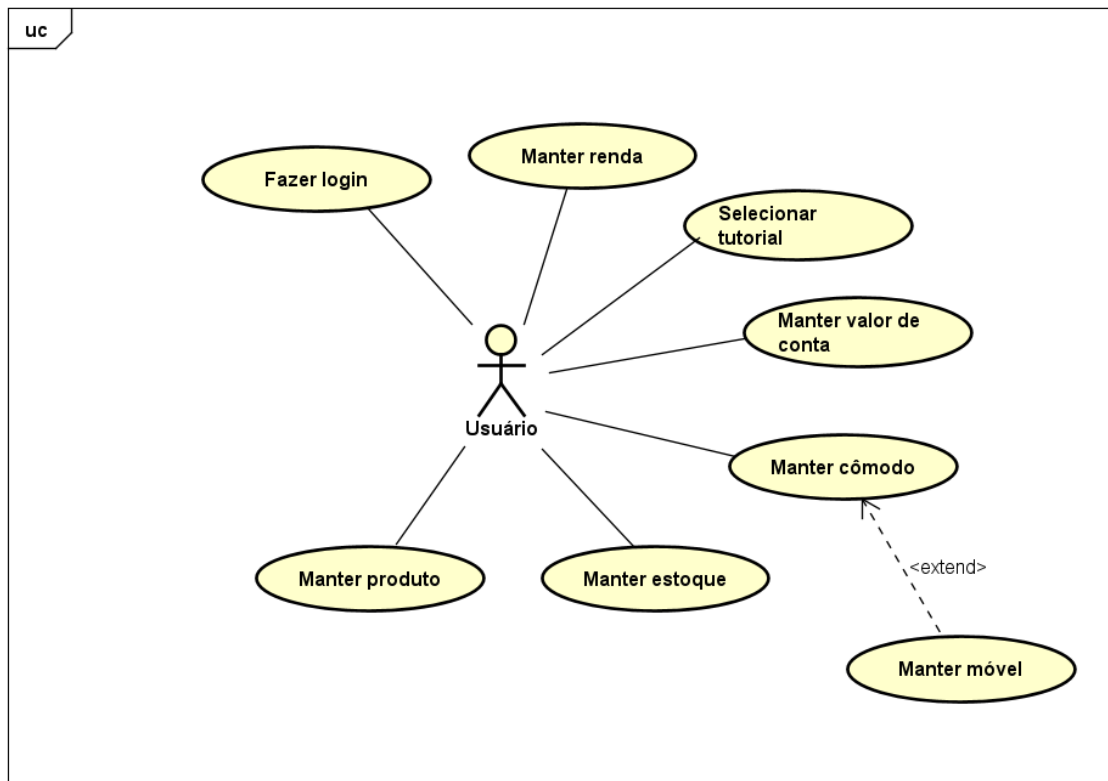 uc
Manter renda
Fazer login
Selecionar
tutorial
Manter valor de
conta
Usuário
Manter cômodo
<extend>
Manter produto
Manter estoque
Manter móvel